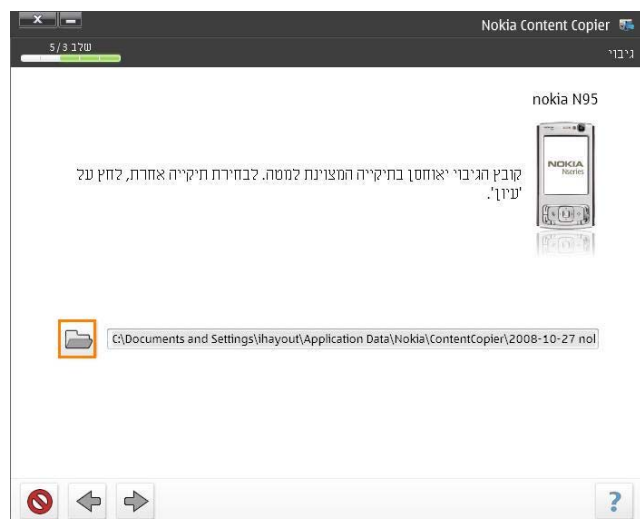 Nokia Content Copier
שלב 5/3
גיבוי
nokia N95
NOKIA
Nseries
קובץ הגיבוי יאוחסן בתיקייה המצוינת למטה. לבחירת תיקייה אחרת, לחץ על
'עיון'.
C:\Documents and Settings\ihayout\Application Data\Nokia\ContentCopier\2008-10-27 nol
?